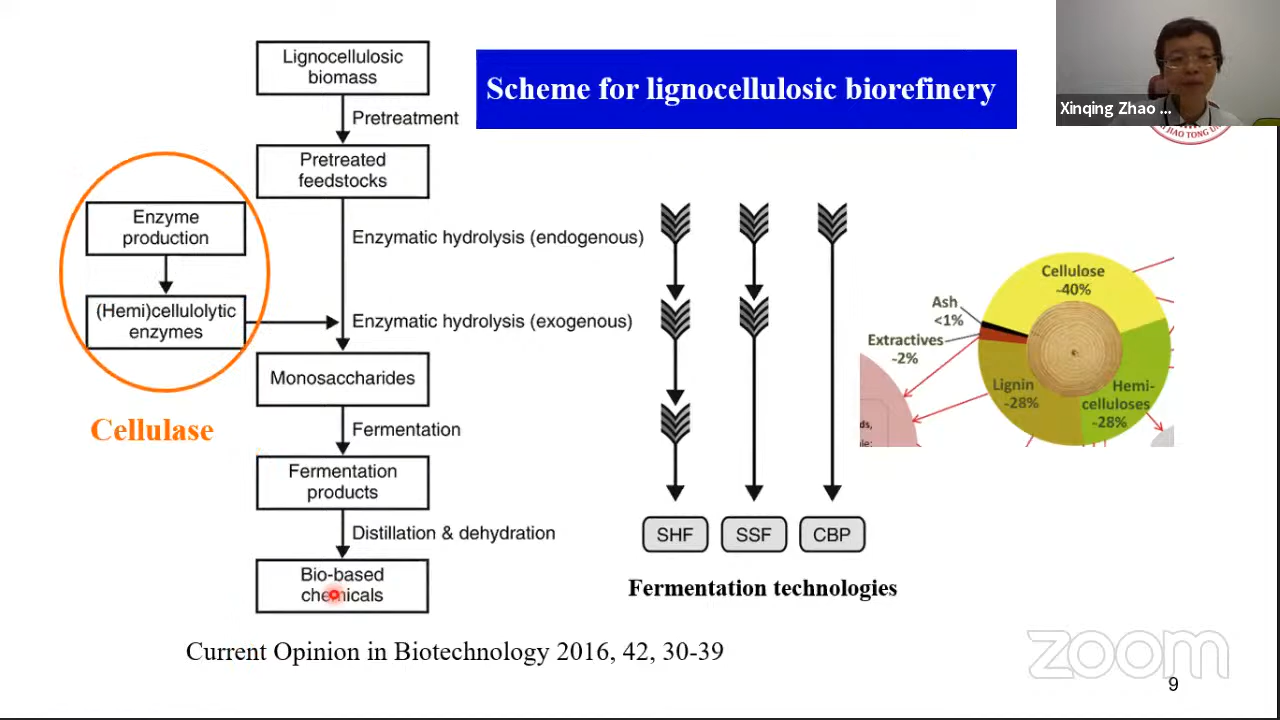 Lignocellulosic
biomass
Scheme for lignocellulosic biorefinery
Xinqing Zhao ...
JIAO TONG
Pretreatment
Pretreated
feedstocks
Enzyme
production
Enzymatic hydrolysis (endogenous)
(Hemi)cellulolytic
enzymes
Enzymatic hydrolysis (exogenous)
Monosaccharides
Cellulase
Fermentation
Fermentation
products
Distillation & dehydration
Bio-based
chemicals
SHF
SSF
CBP
Fermentation technologies
Cellulose
~40%
Ash
<1%
Extractives
~2%
Lignin
~28%
Hemi-
celluloses
~28%
Current Opinion in Biotechnology 2016, 42, 30-39
zoom
9